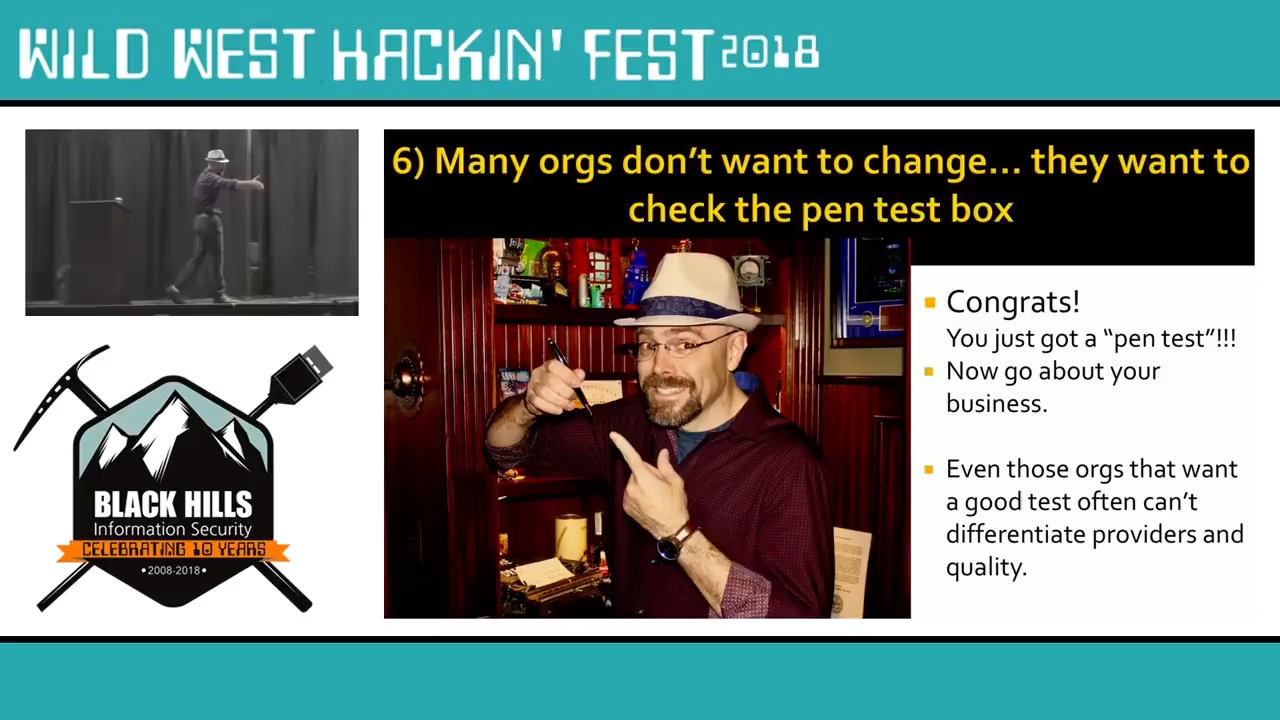 WILD WEST HACKIN' FEST 2018
6) Many orgs don't want to change... they want to
check the pen test box
Congrats!
You just got a "pen test"!!!
Now go about your
business.
Even those orgs that want
a good test often can't
differentiate providers and
quality.
BLACK HILLS
Information Security
CELEBRATING 10 YEARS
•2008-2018•